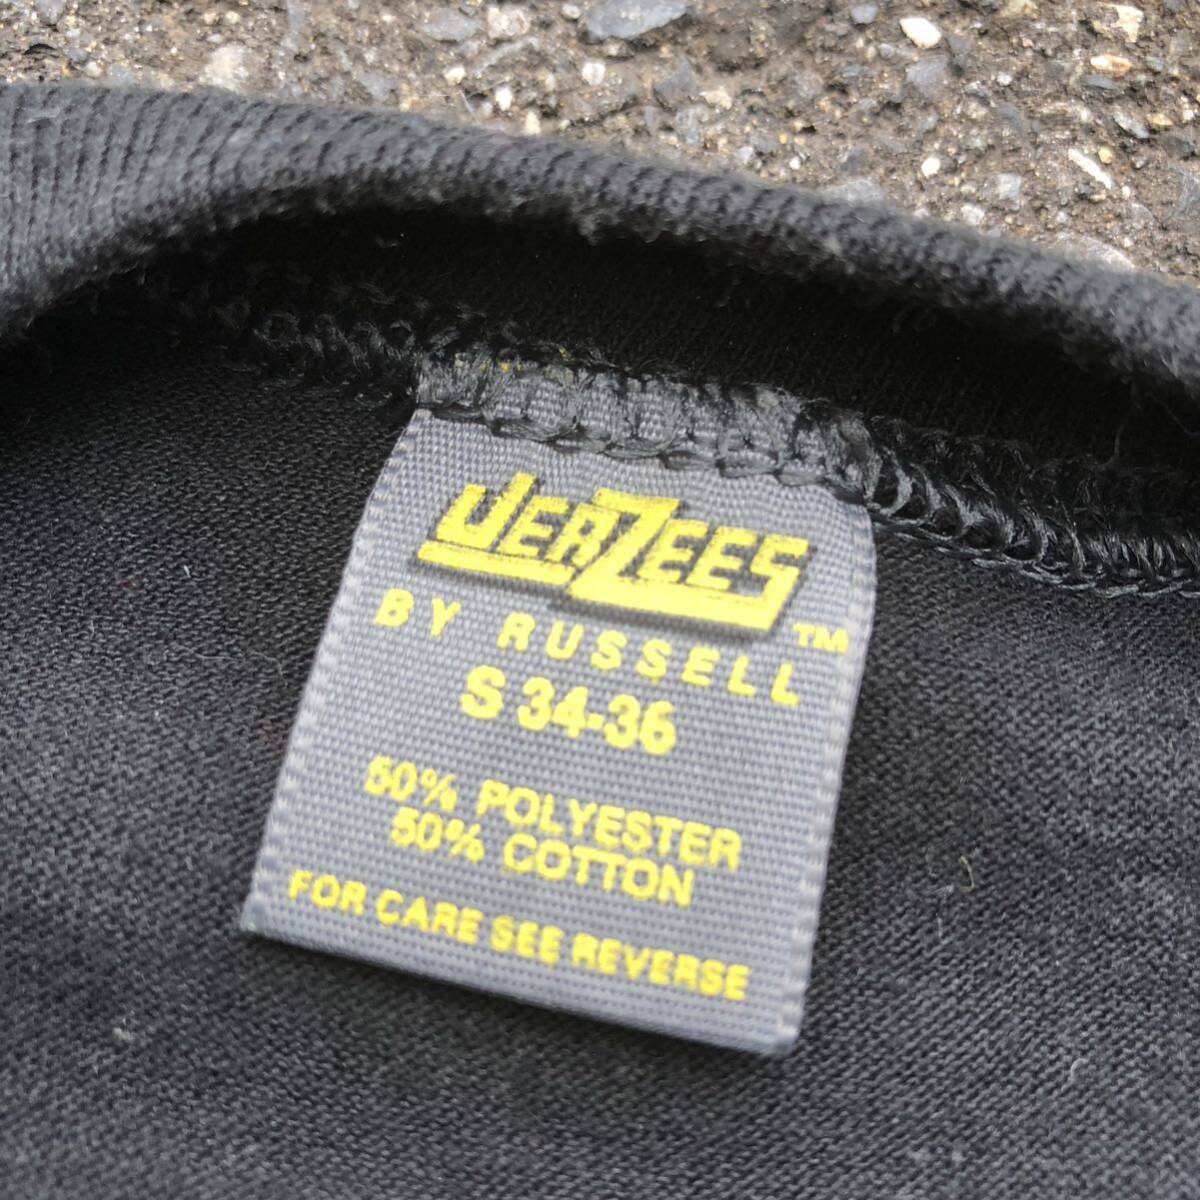 JERZEES TM
BY RUSSELL
S 34-36
50% POLYESTER
50% COTTON
FOR CARE SEE REVERSE